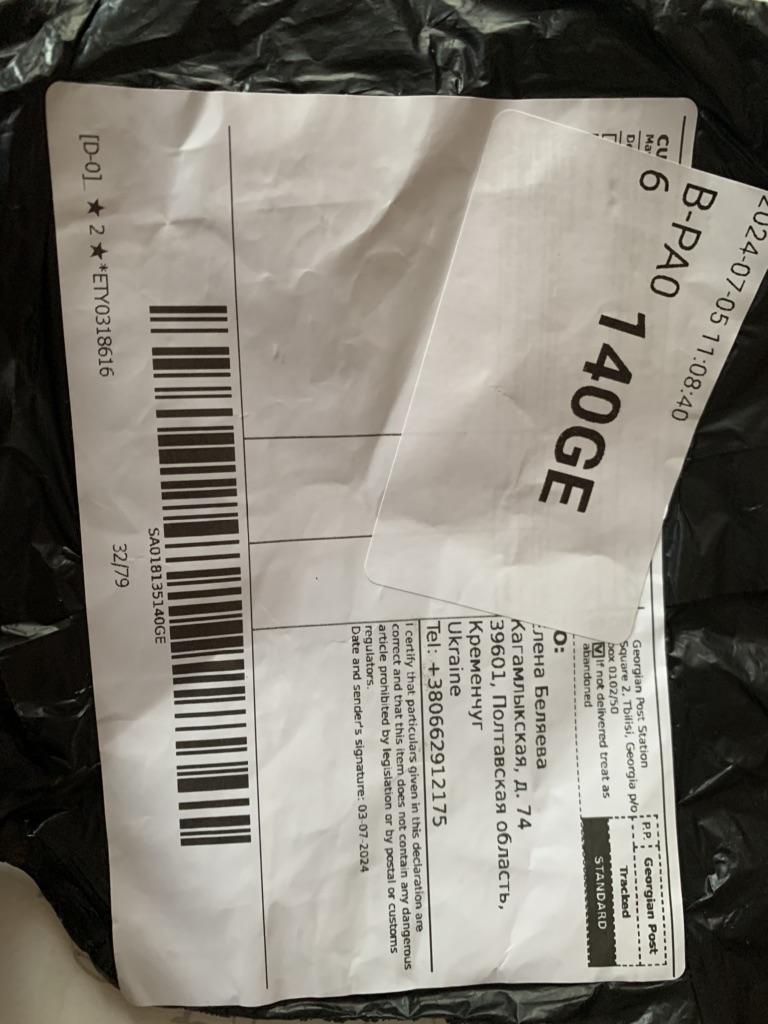 2024-07-05 11:08:40
B-PA0
6
140GE
Georgian Post Station
Square 2, Tbilisi, Georgia p/o
box 0102/50
If not delivered treat as
abandoned
P.P. Georgian Post
Tracked
STANDARD
O:
лена Беляева
Кагамлыкская, д. 74
39601, Полтавская область,
Кременчуг
Ukraine
Tel: +380662912175
I certify that particulars given in this declaration are
correct and that this item does not contain any dangerous
article prohibited by legislation or by postal or customs
regulators.
Date and sender's signature: 03-07-2024
SA018135140GE
32/79
[D-0] ★ 2 ★*ETY0318616